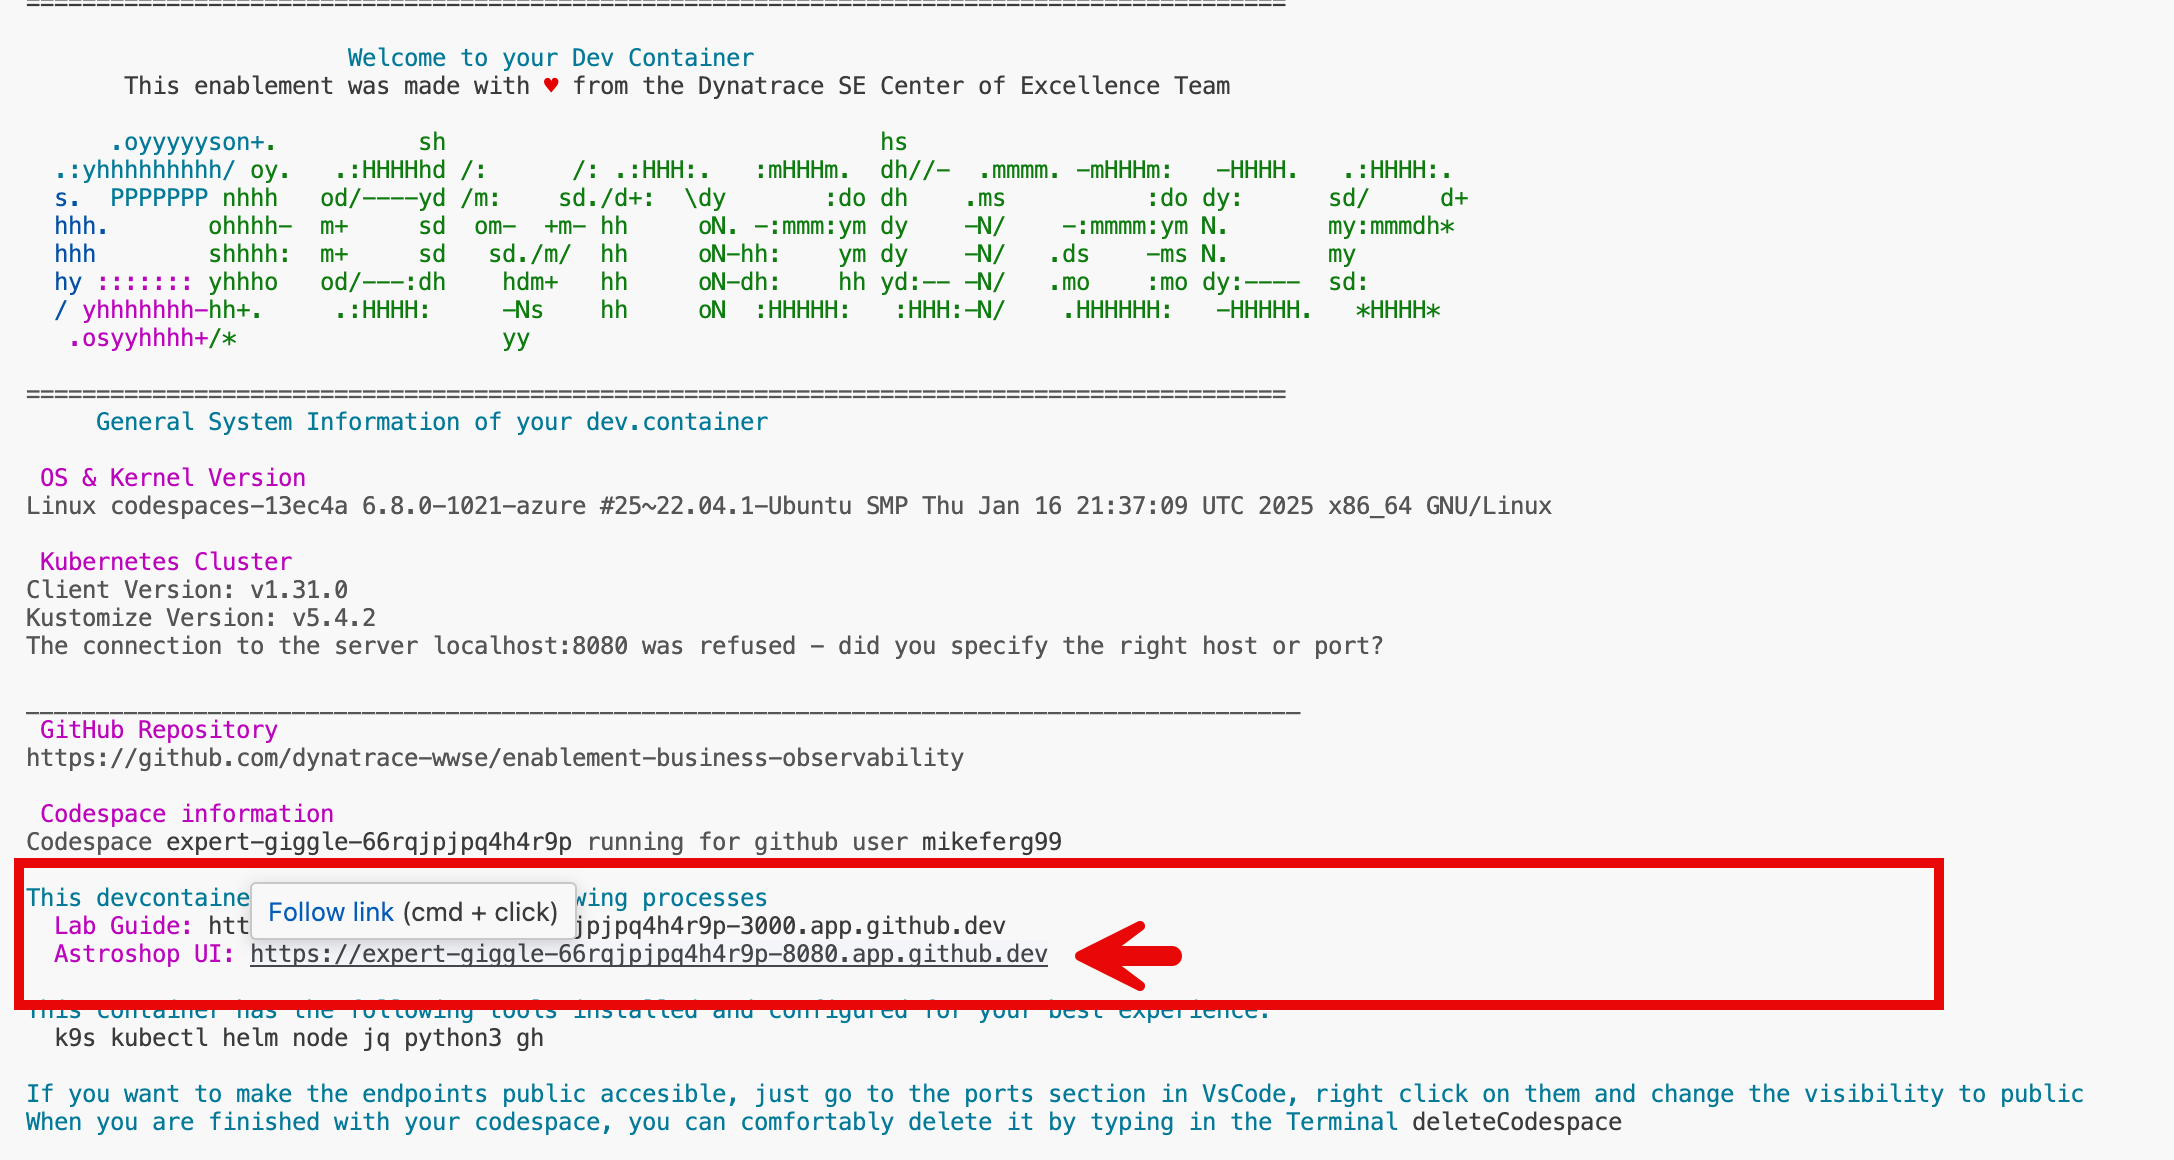 ==========================================================================================
Welcome to your Dev Container
This enablement was made with ♥ from the Dynatrace SE Center of Excellence Team
.oyyyyyson+.          sh                               hs
.:yhhhhhhhhh/ oy.   .:HHHHhd /:      /: .:HHH:.   :mHHHm.  dh//-  .mmmm. -mHHHm:   -HHHH.   .:HHHH:.
s.  PPPPPPP nhhh   od/----yd /m:    sd./d+:  \dy       :do dh    .ms          :do dy:      sd/     d+
hhh.       ohhhh-  m+     sd  om-  +m- hh     oN. -:mmm:ym dy    -N/    -:mmmm:ym N.       my:mmmdh*
hhh        shhhh:  m+     sd   sd./m/  hh     oN-hh:    ym dy    -N/   .ds    -ms N.       my
hy ::::::: yhhho   od/---:dh    hdm+   hh     oN-dh:    hh yd:-- -N/   .mo    :mo dy:----  sd:
/ yhhhhhhh-hh+.     .:HHHH:     -Ns    hh     oN  :HHHHH:   :HHH:-N/    .HHHHHH:   -HHHHH.   *HHHH*
.osyyhhhh+/*                   yy
==========================================================================================
General System Information of your dev.container
OS & Kernel Version
Linux codespaces-13ec4a 6.8.0-1021-azure #25~22.04.1-Ubuntu SMP Thu Jan 16 21:37:09 UTC 2025 x86_64 GNU/Linux
Kubernetes Cluster
Client Version: v1.31.0
Kustomize Version: v5.4.2
The connection to the server localhost:8080 was refused - did you specify the right host or port?
___________________________________________________________________________________________
GitHub Repository
https://github.com/dynatrace-wwse/enablement-business-observability
Codespace information
Codespace expert-giggle-66rqjpjpq4h4r9p running for github user mikeferg99
This devcontaine
wing processes
Follow link (cmd + click)
Lab Guide: htt
jpjpq4h4r9p-3000.app.github.dev
Astroshop UI: https://expert-giggle-66rqjpjpq4h4r9p-8080.app.github.dev
This container has the following tools installed and configured for your best experience.
k9s kubectl helm node jq python3 gh
If you want to make the endpoints public accesible, just go to the ports section in VsCode, right click on them and change the visibility to public
When you are finished with your codespace, you can comfortably delete it by typing in the Terminal deleteCodespace